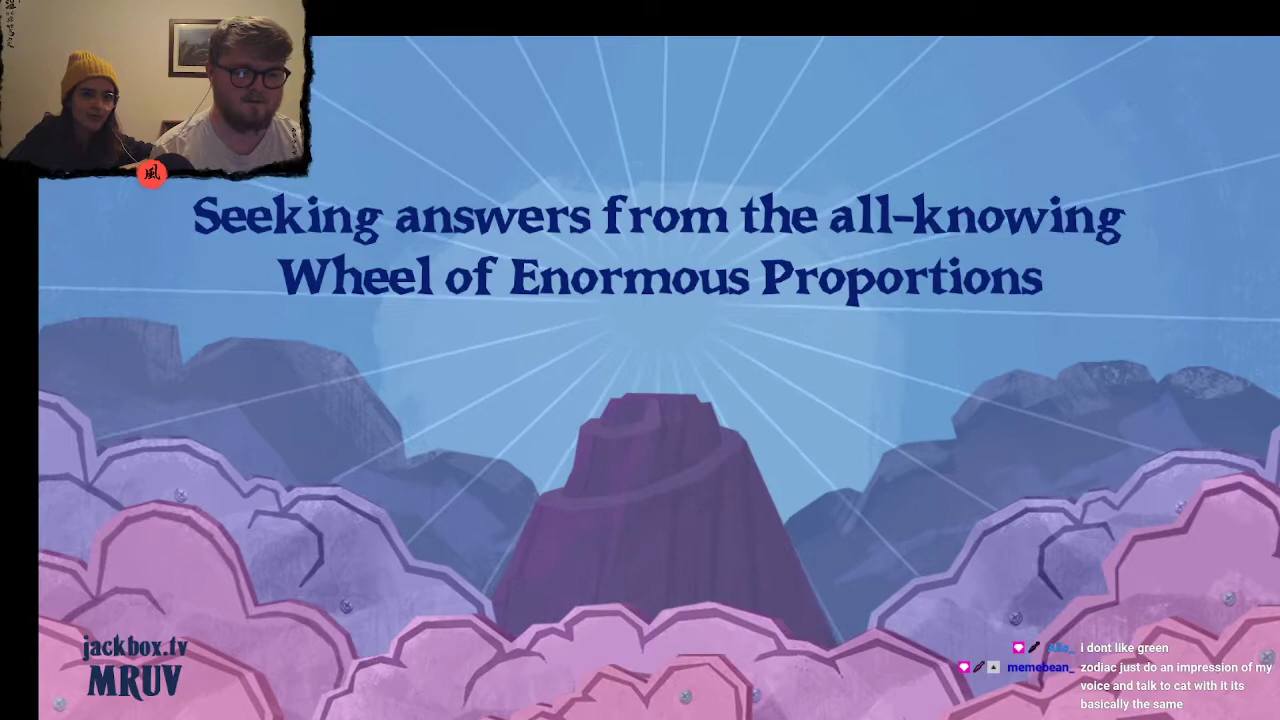 風
Seeking answers from the all-knowing
Wheel of Enormous Proportions
jackbox.tv
MRUV
i dont like green
memebean_ zodiac just do an impression of my
voice and talk to cat with it its
basically the same